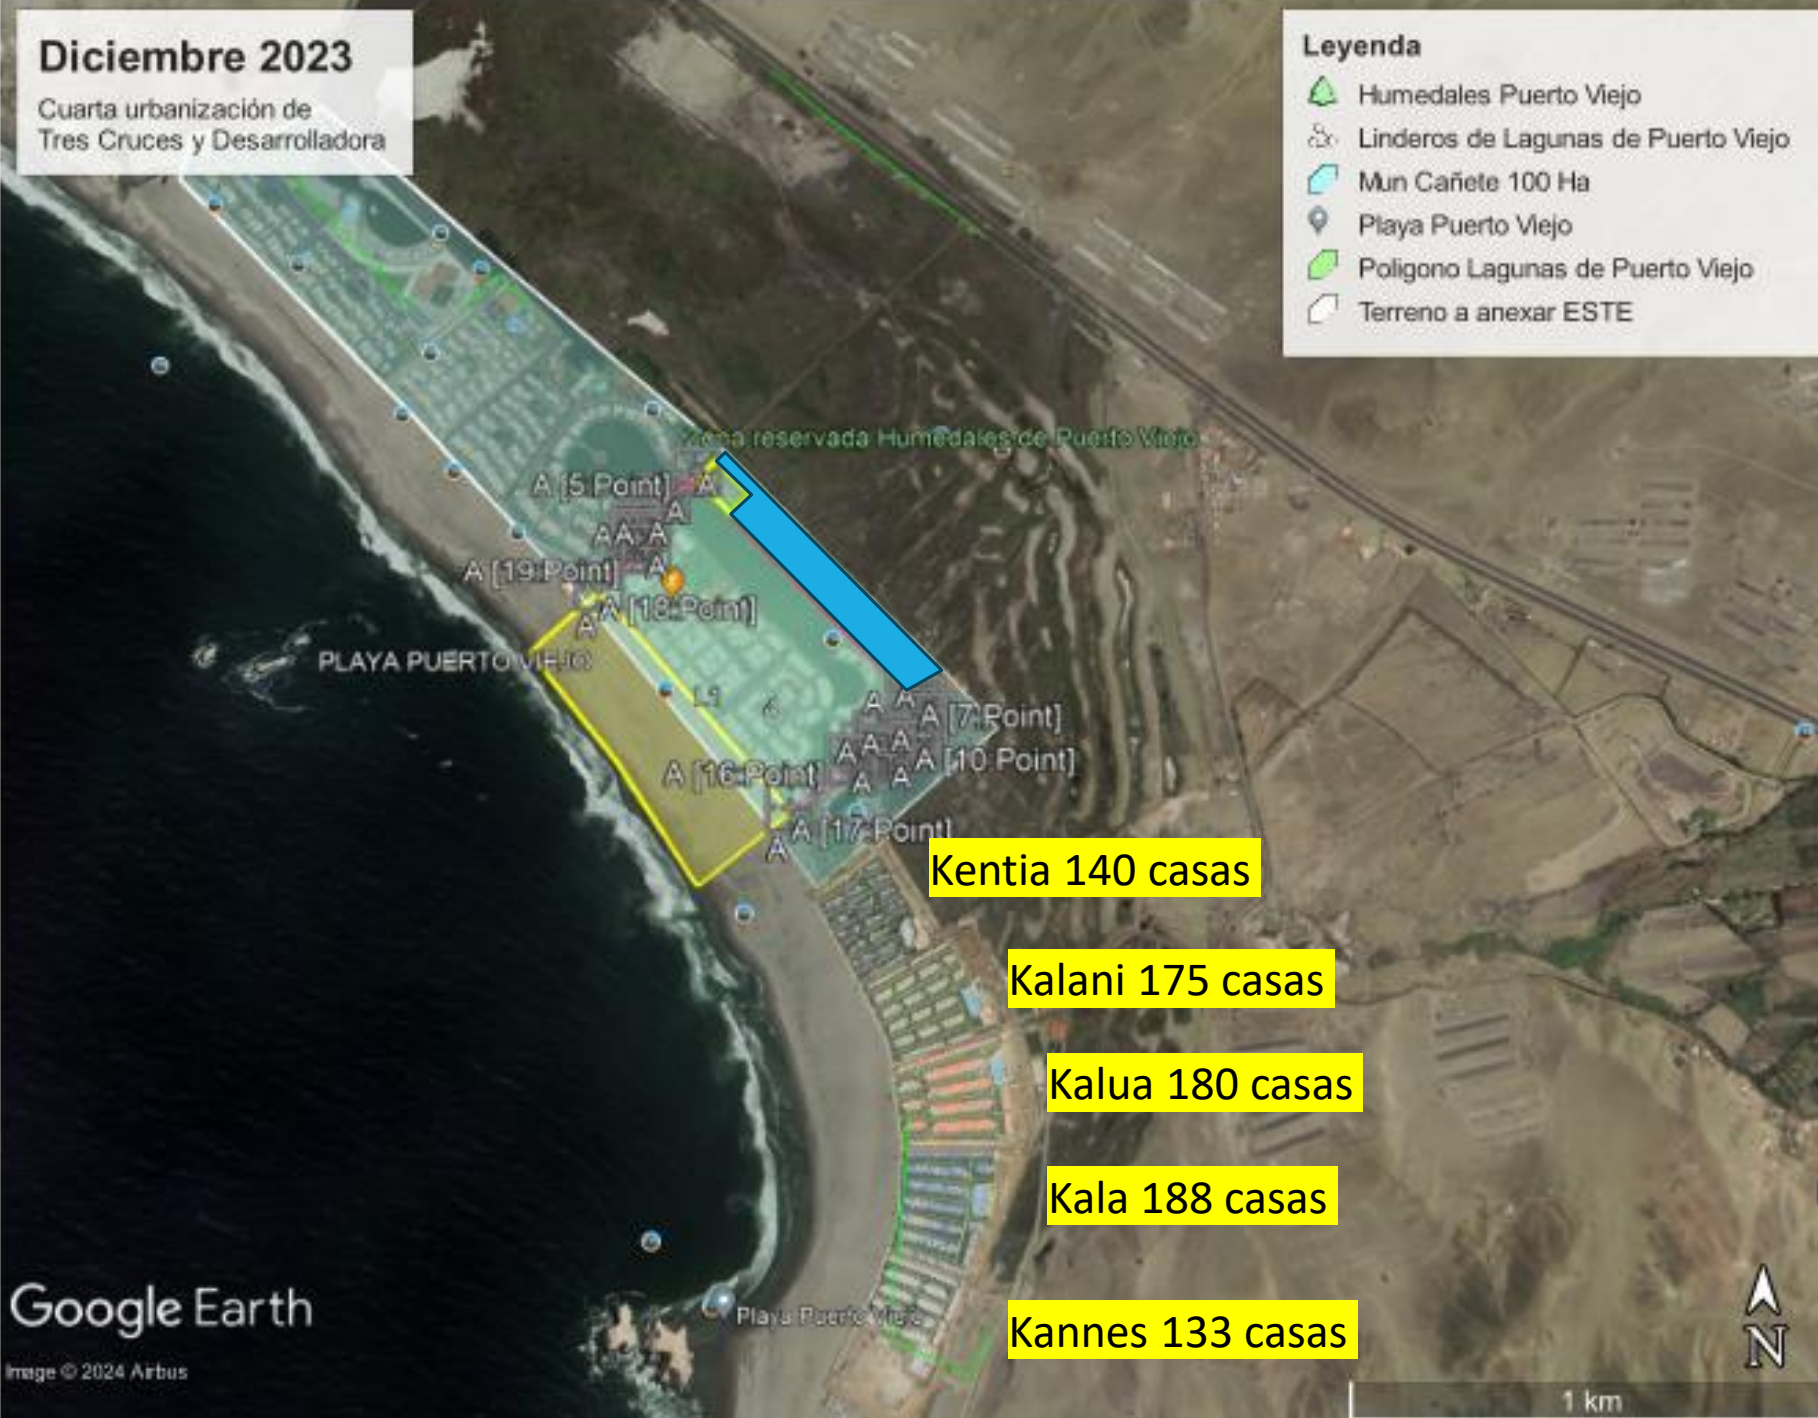 Diciembre 2023
Cuarta urbanización de
Tres Cruces y Desarrolladora
Leyenda
Humedales Puerto Viejo
Linderos de Lagunas de Puerto Viejo
Mun Cañete 100 Ha
Playa Puerto Viejo
Poligono Lagunas de Puerto Viejo
Terreno a anexar ESTE
reservada Humedales de Puerto Viejo
A [5 Point] A
A
A A A
A [19 Point] A
A [18 Point]
A
PLAYA PUERTO VIEJO
L1
A A
A [7 Point]
A A A
A [10 Point]
A [16 Point] A A
A [17 Point]
A
Kentia 140 casas
Kalani 175 casas
Kalua 180 casas
Kala 188 casas
Playa Puerto Viejo
Kannes 133 casas
Google Earth
Image © 2024 Airbus
N
1 km